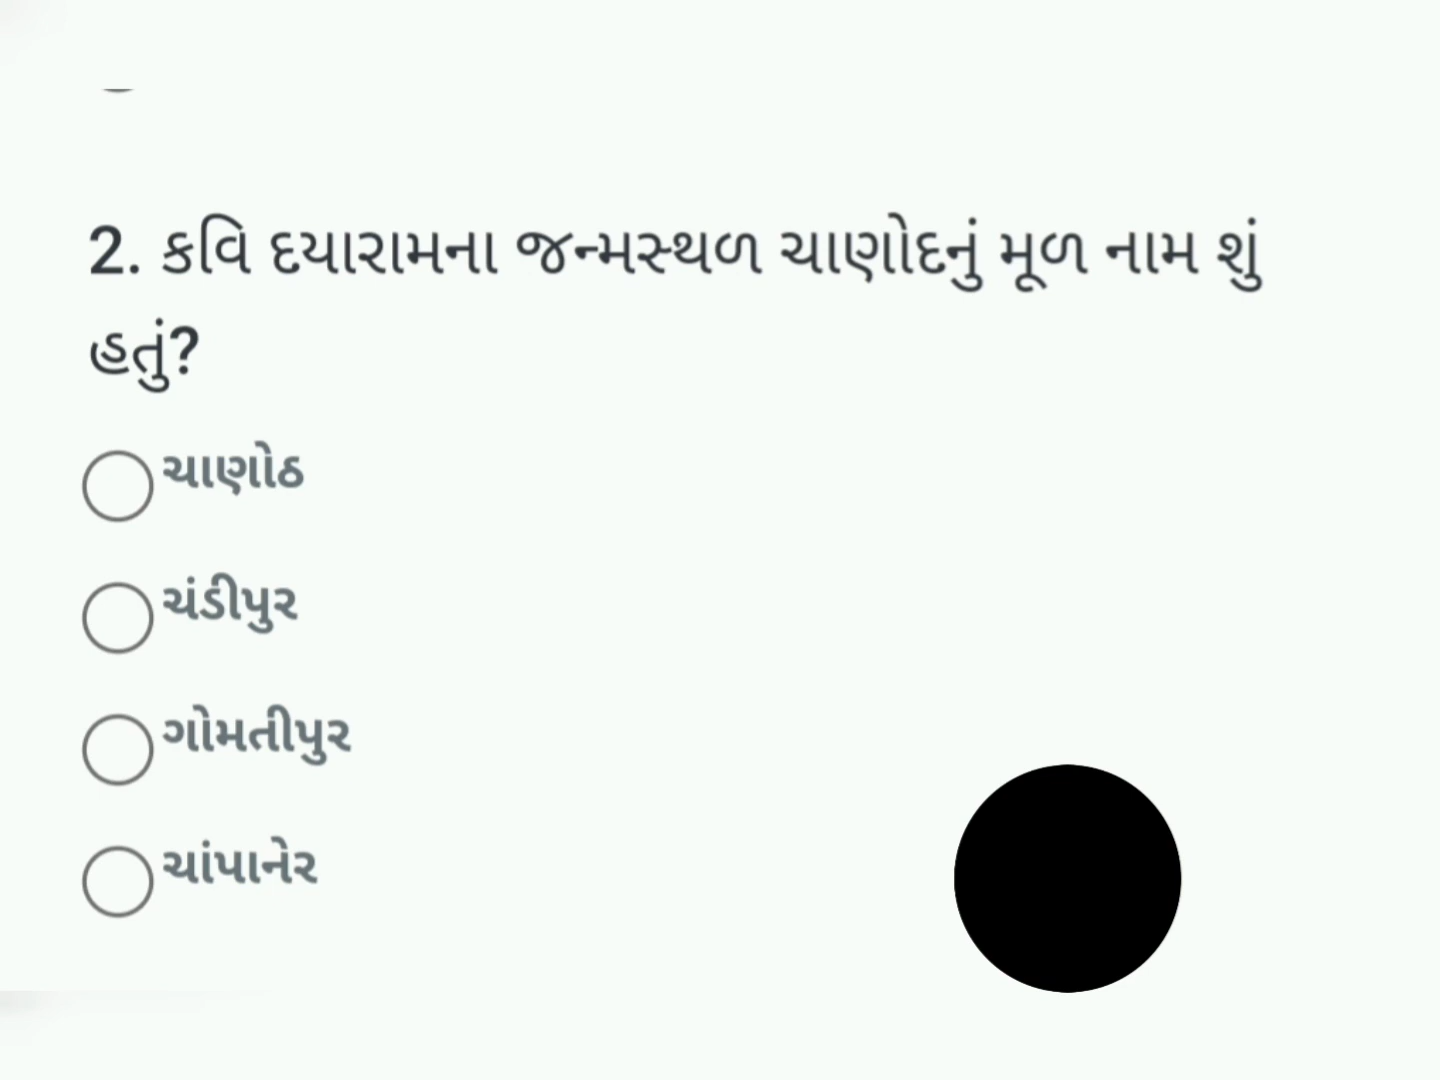 2. કવિ દયારામના જન્મસ્થળ ચાણોદનું મૂળ નામ શું
હતું?
ચાણોઠ
ચંડીપુર
ગોમતીપુર
ચાંપાનેર